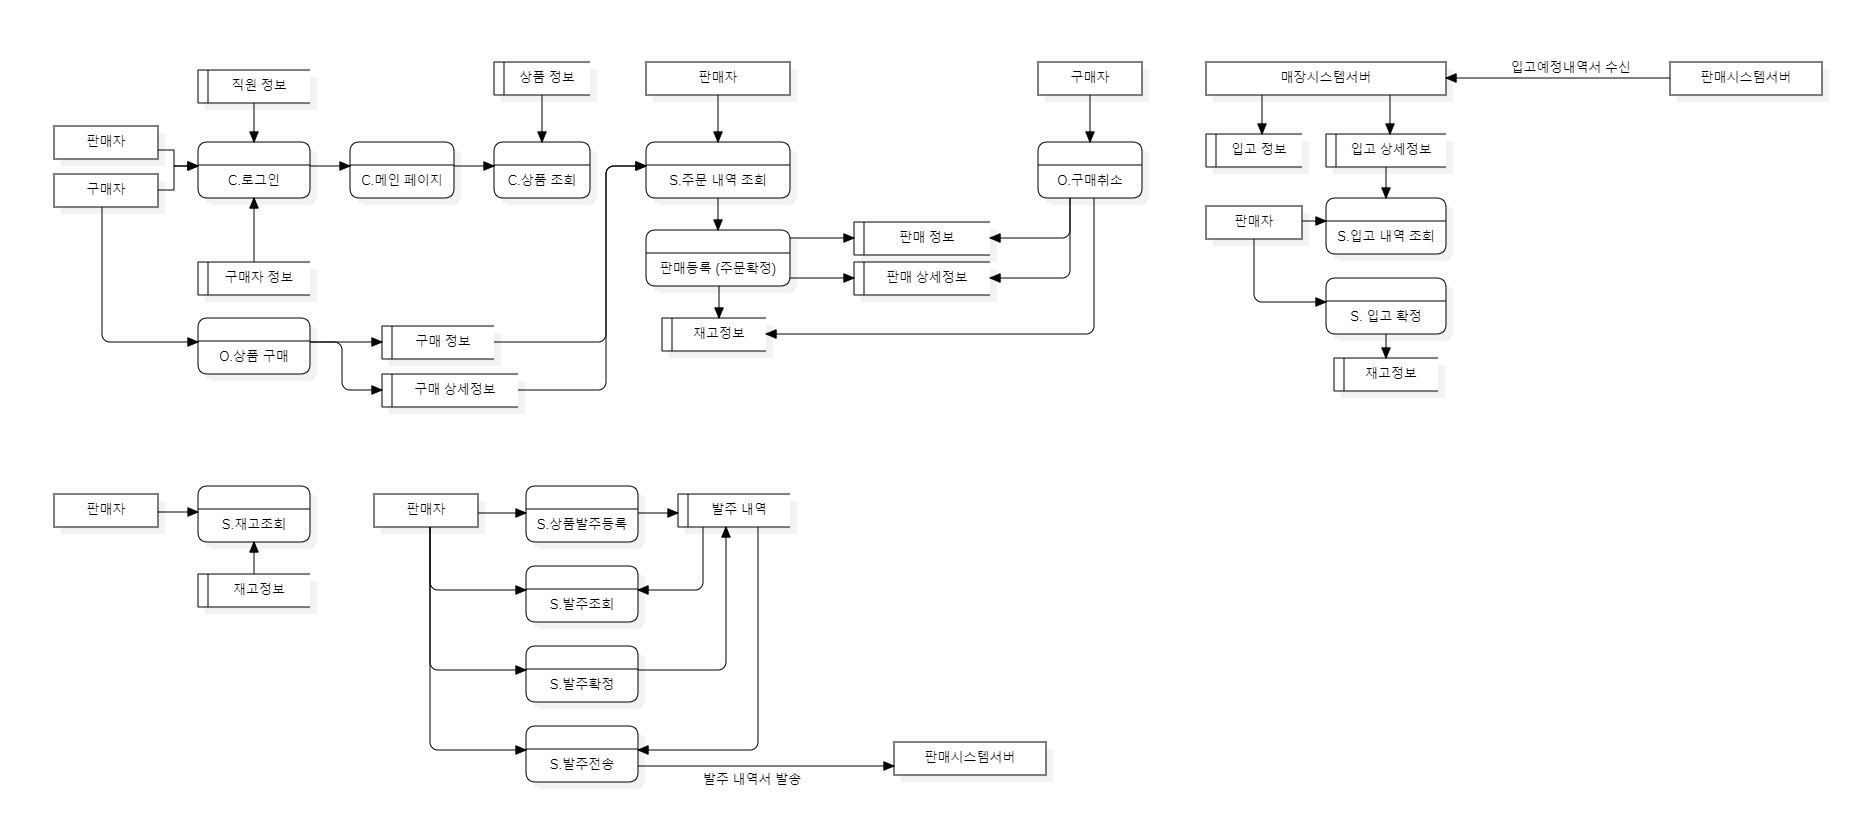 직원 정보
상품 정보
판매자
구매자
매장시스템서버
입고예정내역서 수신
판매시스템서버
판매자
구매자
C.로그인
C.메인 페이지
C.상품 조회
S.주문 내역 조회
O.구매취소
입고 정보
입고 상세정보
판매자
S.입고 내역 조회
구매자 정보
판매등록 (주문확정)
판매 정보
판매 상세정보
재고정보
S. 입고 확정
재고정보
O.상품 구매
구매 정보
구매 상세정보
판매자
S.재고조회
재고정보
판매자
S.상품발주등록
발주 내역
S.발주조회
S.발주확정
S.발주전송
발주 내역서 발송
판매시스템서버